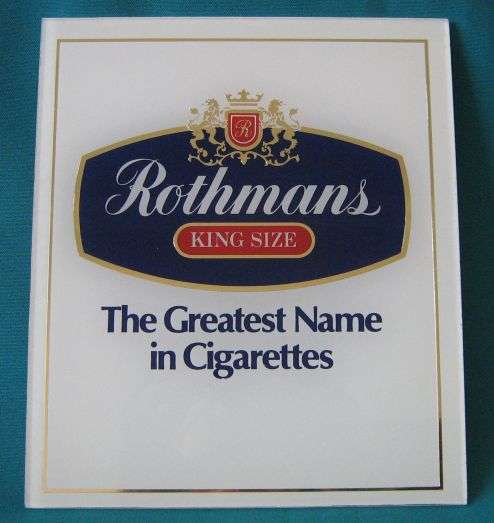 R
Rothmans
KING SIZE
The Greatest Name
in Cigarettes